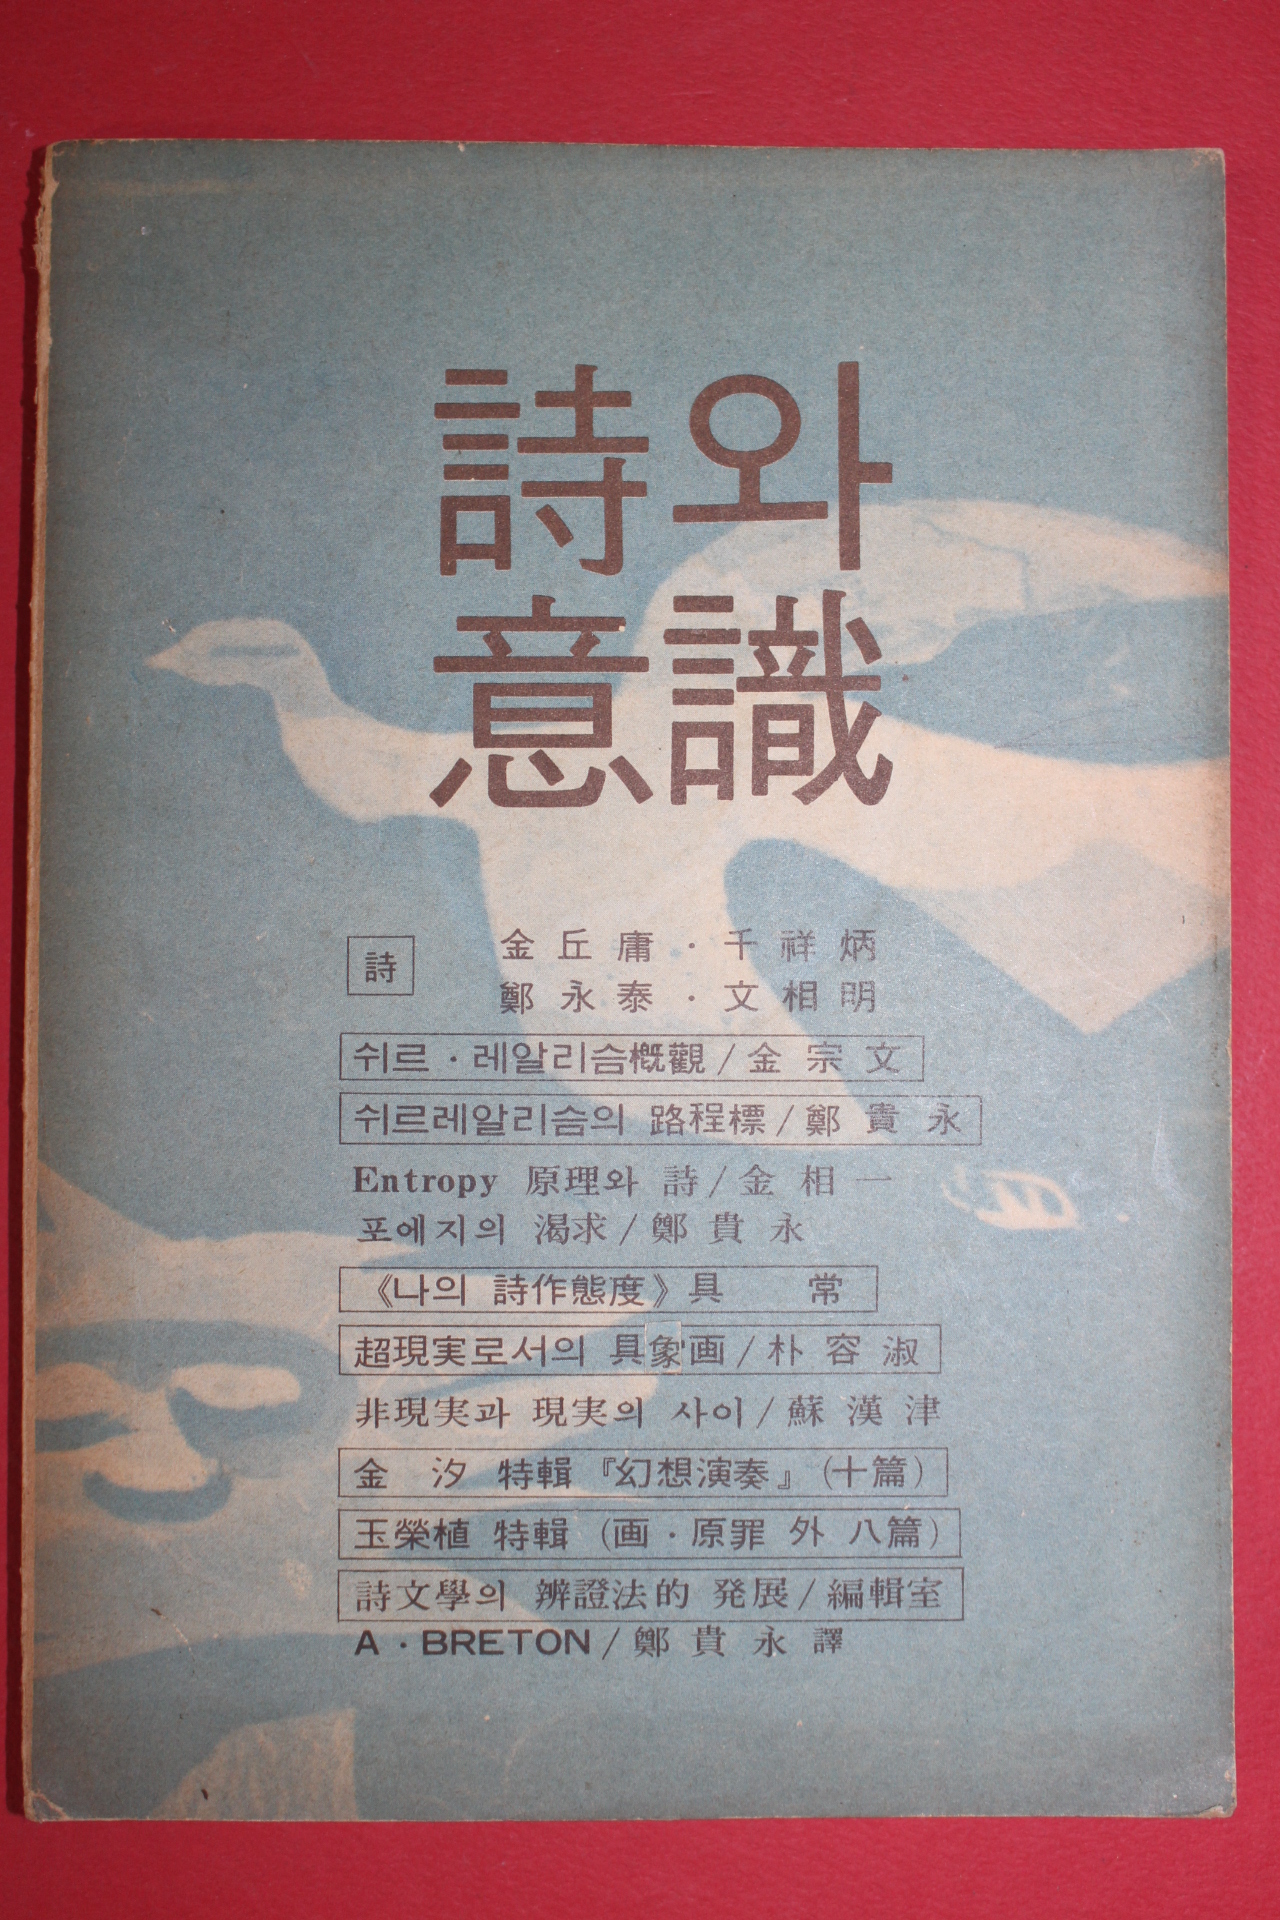 詩와
意識
詩
金丘庸·千祥炳
鄭永泰·文相明
쉬르·레알리슴概觀/金宗文
쉬르레알리슴의 路程標/鄭貴永
Entropy 原理와 詩/金相一
포에지의 渴求/鄭貴永
《나의 詩作態度》具 常
超現実로서의 具象画/朴容淑
非現実과 現実의 사이/蘇漢津
金 汐 特輯『幻想演奏』(十篇)
玉榮植 特輯 (画·原罪 外 八篇)
詩文學의 辨證法的 発展/編輯室
A·BRETON/鄭貴永譯